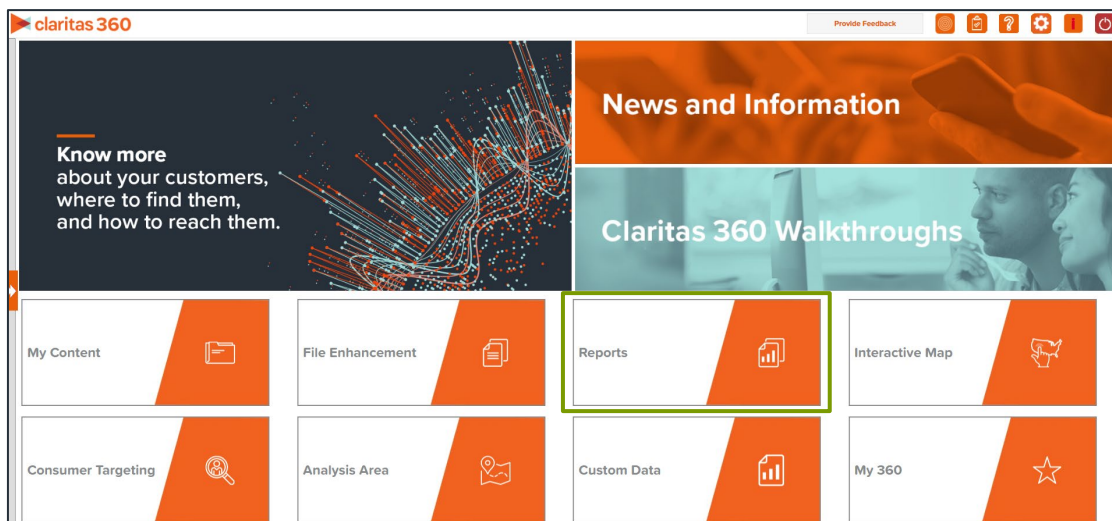 claritas 360
Provide Feedback
Know more
about your customers,
where to find them,
and how to reach them.
News and Information
Claritas 360 Walkthroughs
My Content
File Enhancement
Reports
Interactive Map
Consumer Targeting
Analysis Area
Custom Data
My 360